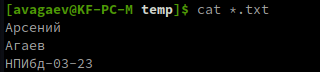 [avagaev@KF-PC-M temp]$ cat *.txt
Арсений
Агаев
НПИбд-03-23